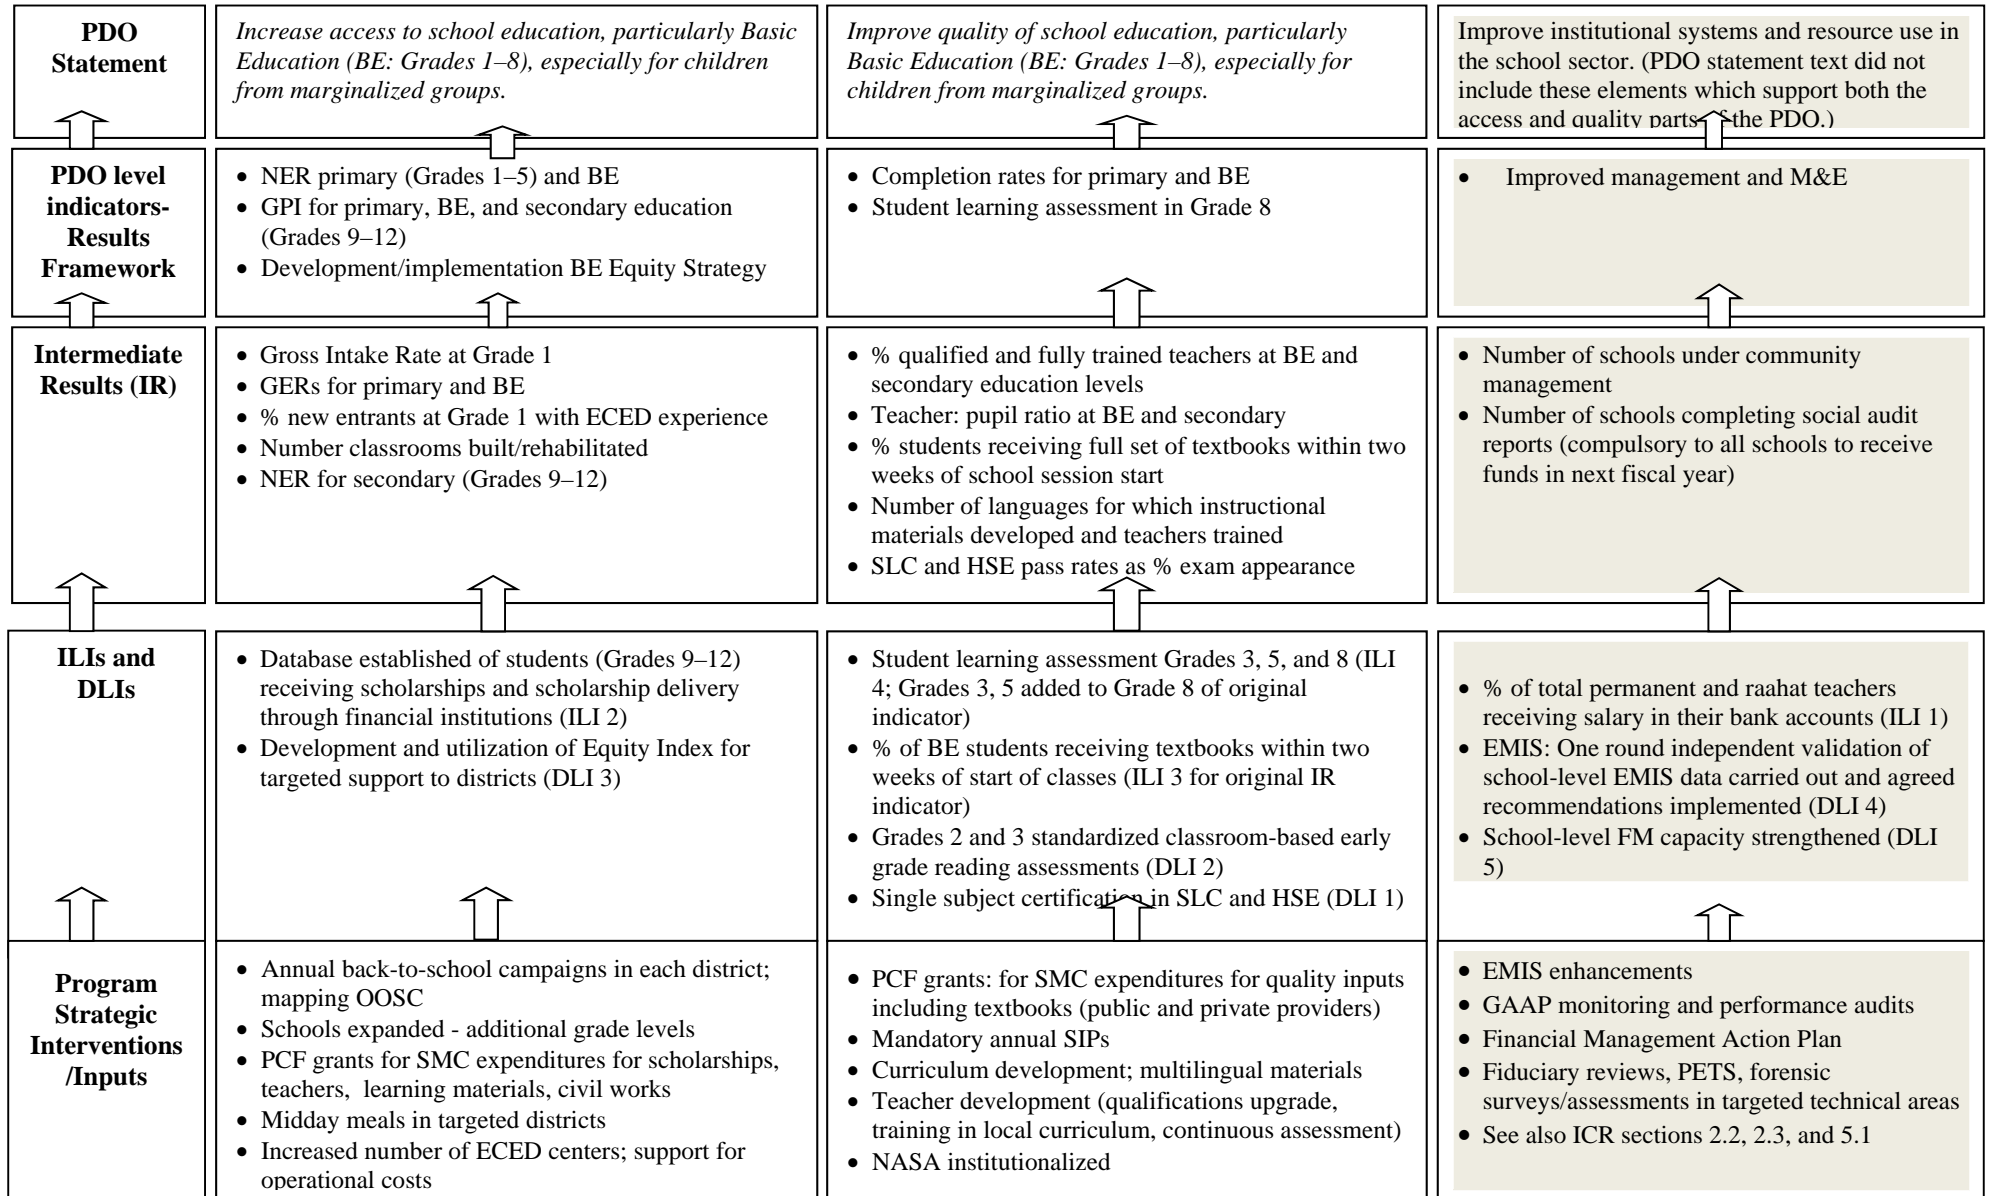 PDO
Statement
Increase access to school education, particularly Basic
Education (BE: Grades 1–8), especially for children
from marginalized groups.
Improve quality of school education, particularly
Basic Education (BE: Grades 1–8), especially for
children from marginalized groups.
Improve institutional systems and resource use in
the school sector. (PDO statement text did not
include these elements which support both the
access and quality parts of the PDO.)
PDO level
indicators-
Results
Framework
• NER primary (Grades 1–5) and BE
• GPI for primary, BE, and secondary education
(Grades 9–12)
• Development/implementation BE Equity Strategy
• Completion rates for primary and BE
• Student learning assessment in Grade 8
• Improved management and M&E
Intermediate
Results (IR)
• Gross Intake Rate at Grade 1
• GERs for primary and BE
• % new entrants at Grade 1 with ECED experience
• Number classrooms built/rehabilitated
• NER for secondary (Grades 9–12)
• % qualified and fully trained teachers at BE and
secondary education levels
• Teacher: pupil ratio at BE and secondary
• % students receiving full set of textbooks within two
weeks of school session start
• Number of languages for which instructional
materials developed and teachers trained
• SLC and HSE pass rates as % exam appearance
• Number of schools under community
management
• Number of schools completing social audit
reports (compulsory to all schools to receive
funds in next fiscal year)
ILIs and
DLIs
• Database established of students (Grades 9–12)
receiving scholarships and scholarship delivery
through financial institutions (ILI 2)
• Development and utilization of Equity Index for
targeted support to districts (DLI 3)
• Student learning assessment Grades 3, 5, and 8 (ILI
4; Grades 3, 5 added to Grade 8 of original
indicator)
• % of BE students receiving textbooks within two
weeks of start of classes (ILI 3 for original IR
indicator)
• Grades 2 and 3 standardized classroom-based early
grade reading assessments (DLI 2)
• Single subject certification in SLC and HSE (DLI 1)
• % of total permanent and raahat teachers
receiving salary in their bank accounts (ILI 1)
• EMIS: One round independent validation of
school-level EMIS data carried out and agreed
recommendations implemented (DLI 4)
• School-level FM capacity strengthened (DLI
5)
Program
Strategic
Interventions
/Inputs
• Annual back-to-school campaigns in each district;
mapping OOSC
• Schools expanded - additional grade levels
• PCF grants for SMC expenditures for scholarships,
teachers, learning materials, civil works
• Midday meals in targeted districts
• Increased number of ECED centers; support for
operational costs
• PCF grants: for SMC expenditures for quality inputs
including textbooks (public and private providers)
• Mandatory annual SIPs
• Curriculum development; multilingual materials
• Teacher development (qualifications upgrade,
training in local curriculum, continuous assessment)
• NASA institutionalized
• EMIS enhancements
• GAAP monitoring and performance audits
• Financial Management Action Plan
• Fiduciary reviews, PETS, forensic
surveys/assessments in targeted technical areas
• See also ICR sections 2.2, 2.3, and 5.1